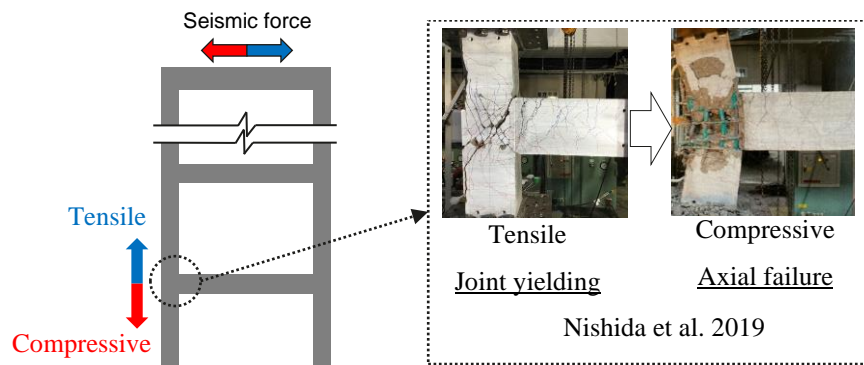 Seismic force
Tensile
Compressive
Tensile
Compressive
Joint yielding
Axial failure
Nishida et al. 2019